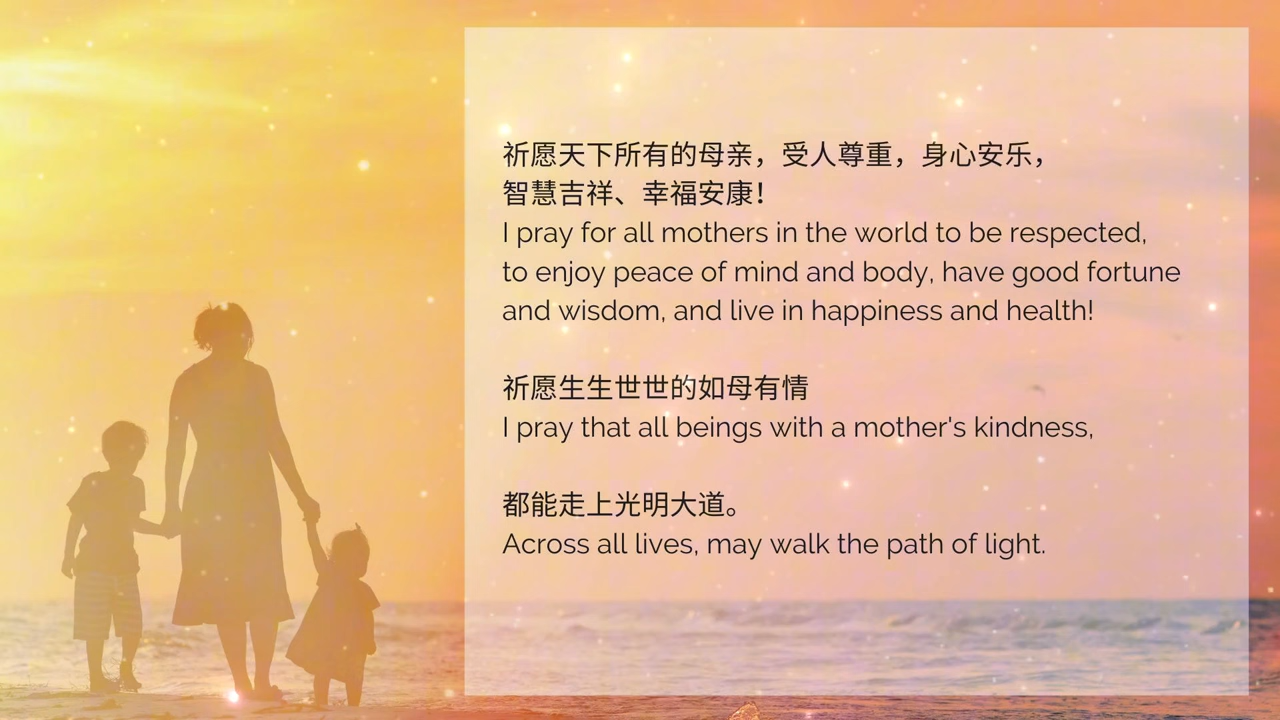 祈愿天下所有的母亲，受人尊重，身心安乐，
智慧吉祥、幸福安康！
I pray for all mothers in the world to be respected,
to enjoy peace of mind and body, have good fortune
and wisdom, and live in happiness and health!
祈愿生生世世的如母有情
I pray that all beings with a mother's kindness,
都能走上光明大道。
Across all lives, may walk the path of light.